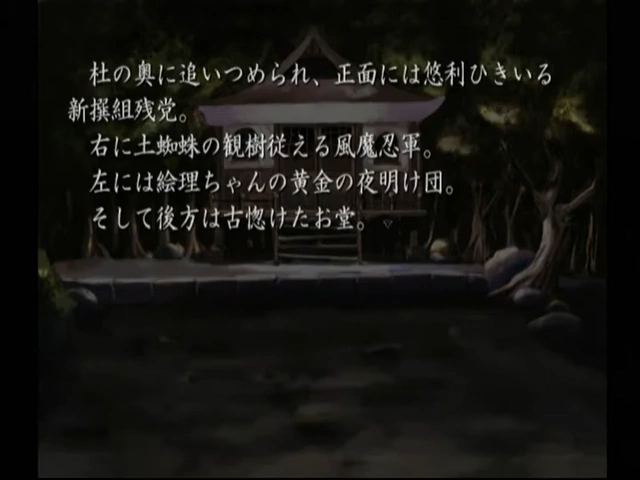 杜の奥に追いつめられ、正面には悠利ひきいる
新撰組残党。
右に土蜘蛛の観樹従える風魔忍軍。
左には絵理ちゃんの黄金の夜明け団。
そして後方は古惚けたお堂。